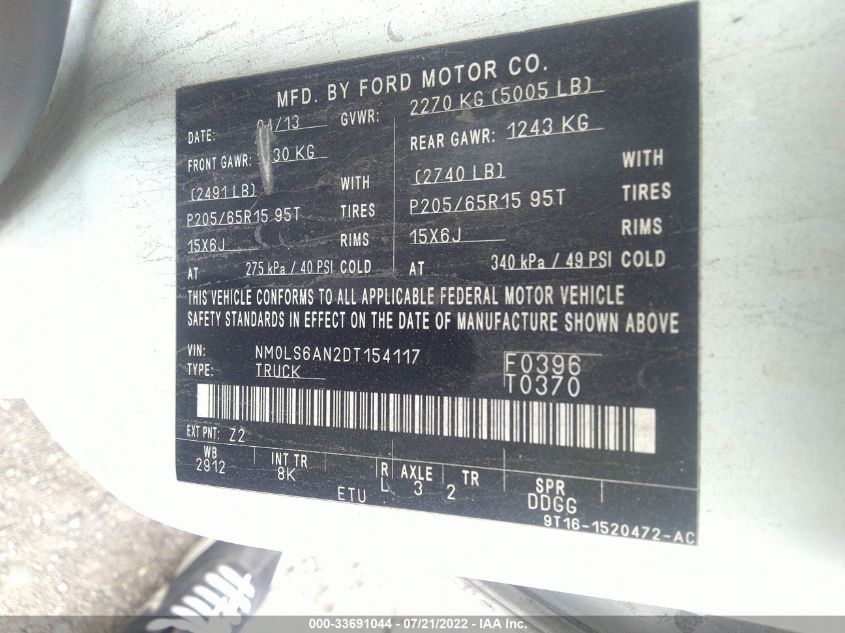 MFD. BY FORD MOTOR CO.
DATE: 04/13 GVWR: 2270 KG (5005 LB)
FRONT GAWR: 30 KG REAR GAWR: 1243 KG
(2491 LB) WITH (2740 LB) WITH
P205/65R15 95T TIRES P205/65R15 95T TIRES
15X6J RIMS 15X6J RIMS
AT 275 kPa / 40 PSI COLD AT 340 kPa / 49 PSI COLD
THIS VEHICLE CONFORMS TO ALL APPLICABLE FEDERAL MOTOR VEHICLE
SAFETY STANDARDS IN EFFECT ON THE DATE OF MANUFACTURE SHOWN ABOVE
VIN: NM0LS6AN2DT154117 F0396
TYPE: TRUCK T0370
EXT PNT: Z2
WB INT TR R AXLE TR SPR
2912 8K L 3 2 DDGG
ETU
9T16-1520472-AC
000-33691044 / 07/21/2022 - IAA Inc.